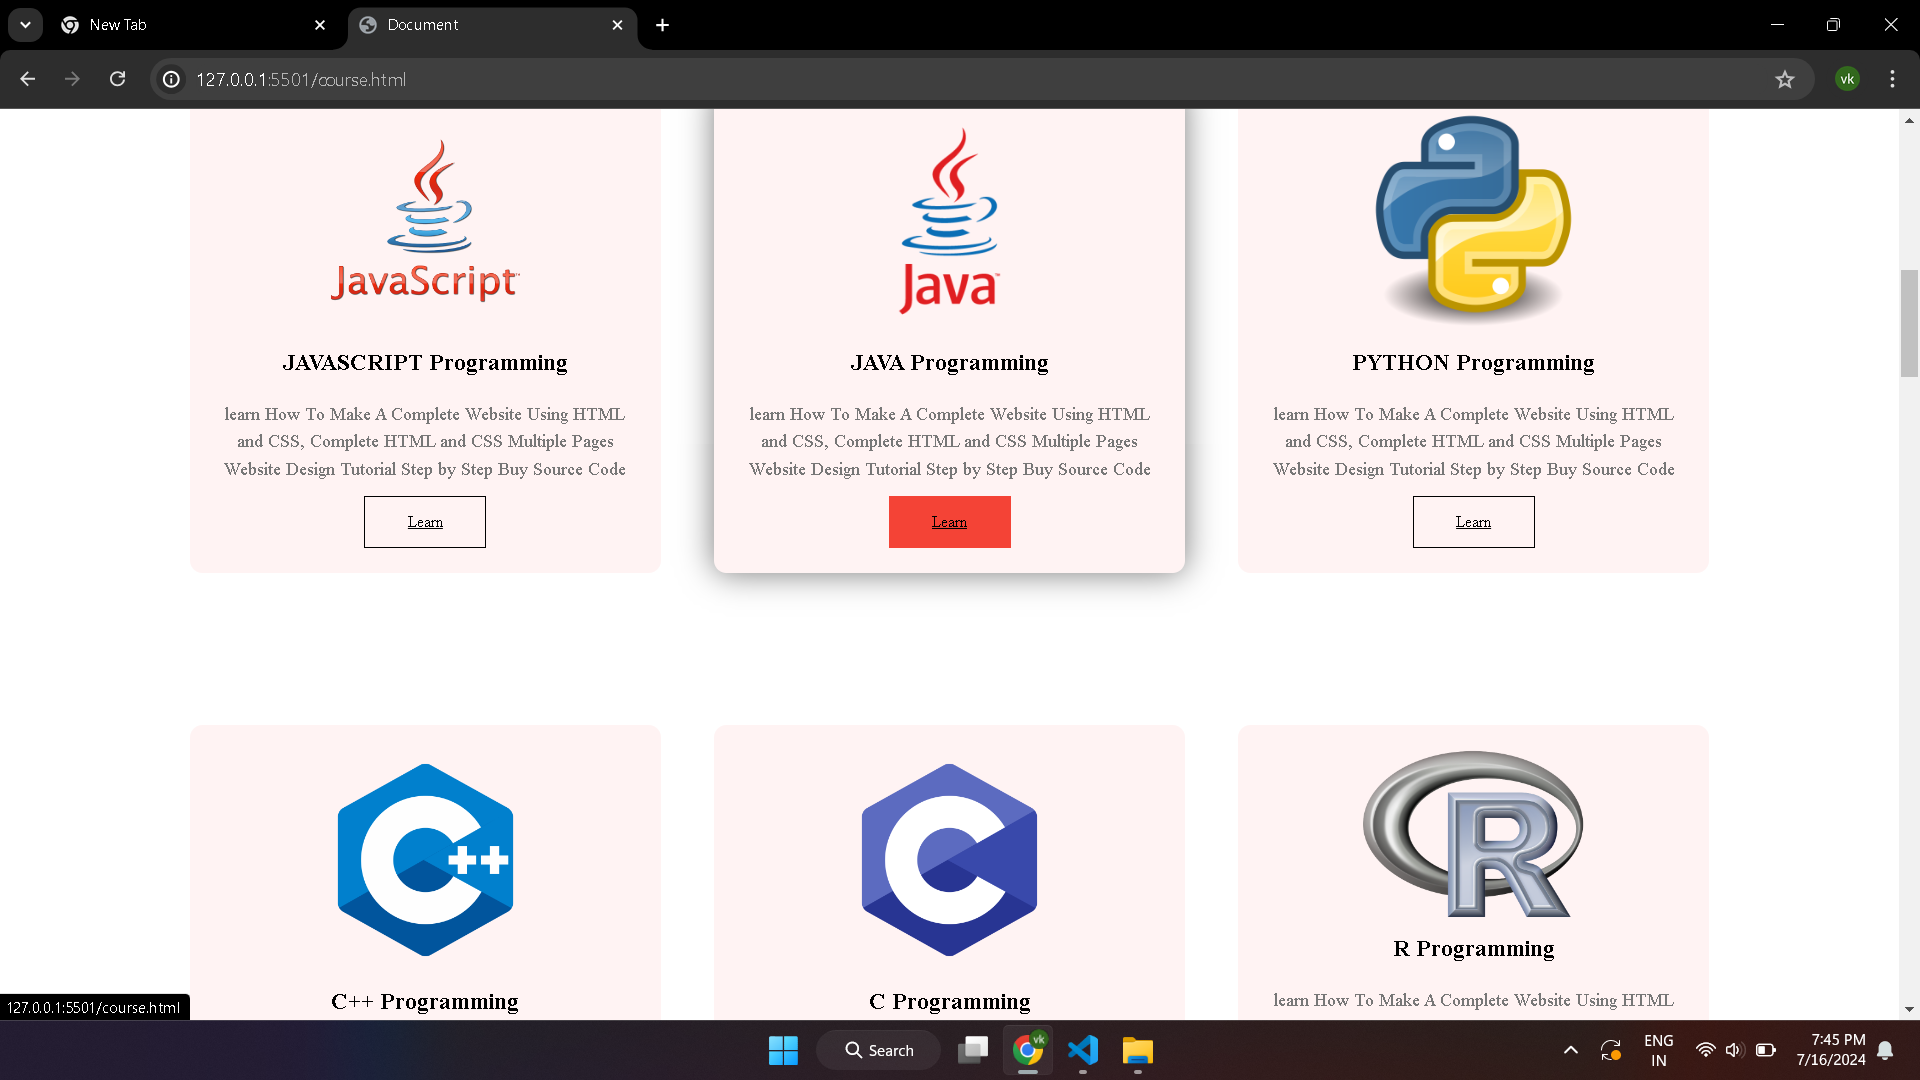 New Tab
Document
127.0.0.1:5501/course.html
vk
JavaScript™
Java™
JAVASCRIPT Programming
JAVA Programming
PYTHON Programming
learn How To Make A Complete Website Using HTML
and CSS, Complete HTML and CSS Multiple Pages
Website Design Tutorial Step by Step Buy Source Code
learn How To Make A Complete Website Using HTML
and CSS, Complete HTML and CSS Multiple Pages
Website Design Tutorial Step by Step Buy Source Code
learn How To Make A Complete Website Using HTML
and CSS, Complete HTML and CSS Multiple Pages
Website Design Tutorial Step by Step Buy Source Code
Learn
Learn
Learn
C++
C
R
C++ Programming
C Programming
R Programming
learn How To Make A Complete Website Using HTML
127.0.0.1:5501/course.html
Search
vk
ENG
IN
7:45 PM
7/16/2024